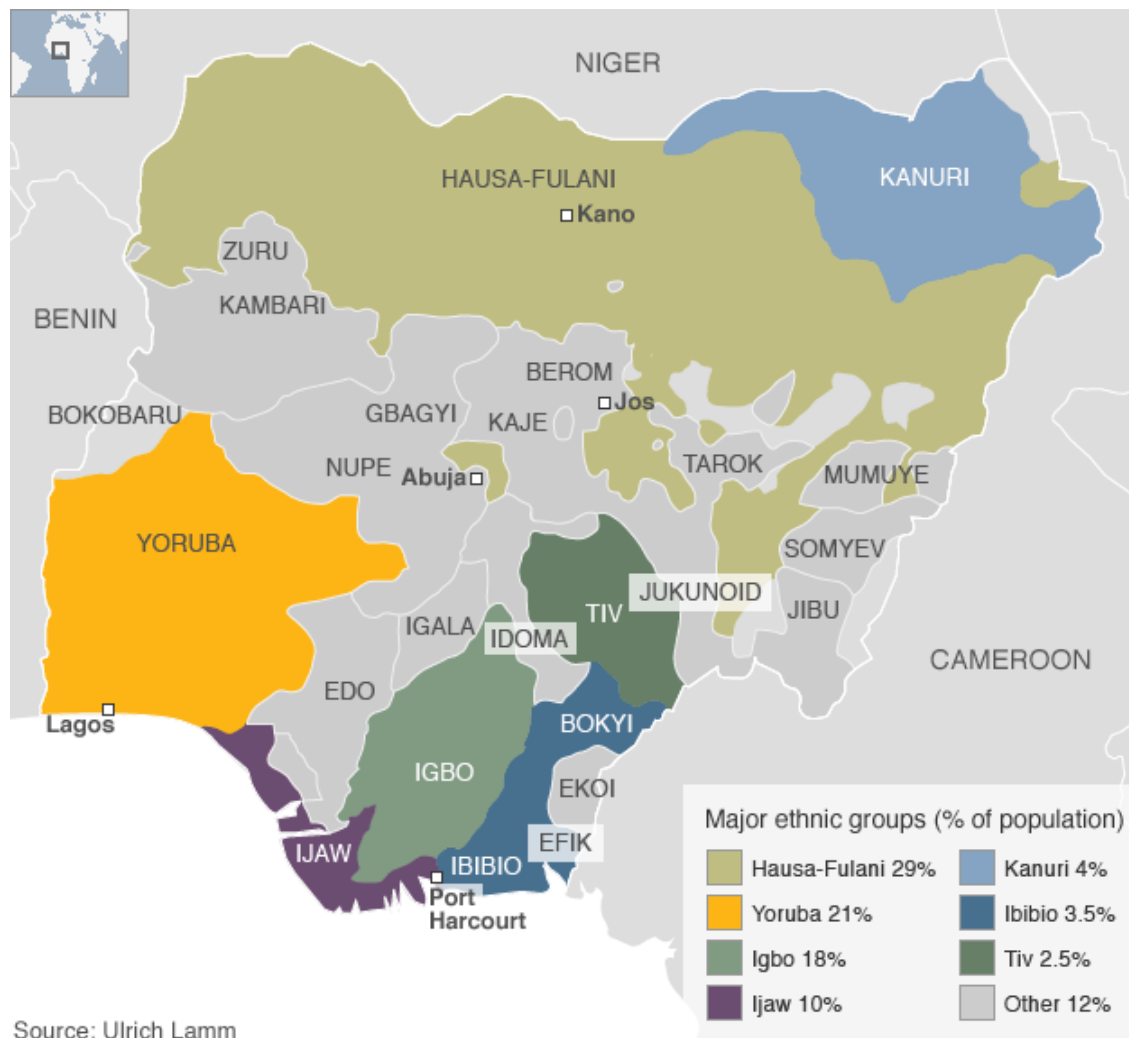 NIGER
HAUSA-FULANI
KANURI
Kano
ZURU
KAMBARI
BENIN
BEROM
BOKOBARU
GBAGYI
KAJE
Jos
NUPE
Abuja
TAROK
MUMUYE
YORUBA
SOMYEV
JUKUNOID
JIBU
TIV
IGALA
IDOMA
CAMEROON
EDO
Lagos
BOKYI
IGBO
EKOI
EFIK
IJAW
IBIBIO
Port
Harcourt
Major ethnic groups (% of population)
Hausa-Fulani 29%
Yoruba 21%
Igbo 18%
Ijaw 10%
Kanuri 4%
Ibibio 3.5%
Tiv 2.5%
Other 12%
Source: Ulrich Lamm